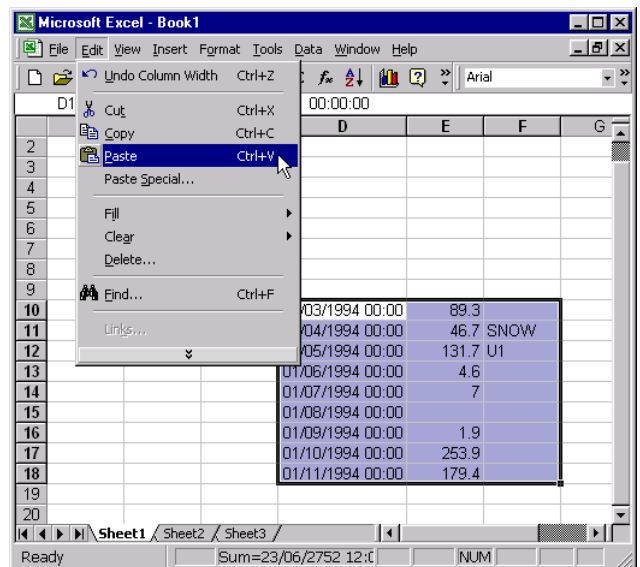 Microsoft Excel - Book1
File Edit View Insert Format Tools Data Window Help
Arial
D1 00:00:00
Undo Column Width Ctrl+Z
Cut Ctrl+X
Copy Ctrl+C
Paste Ctrl+V
Paste Special...
Fill
Clear
Delete...
Find... Ctrl+F
Links...
D E F G
2
3
4
5
6
7
8
9
10 /03/1994 00:00 89.3
11 /04/1994 00:00 46.7 SNOW
12 /05/1994 00:00 131.7 U1
13 01/06/1994 00:00 4.6
14 01/07/1994 00:00 7
15 01/08/1994 00:00
16 01/09/1994 00:00 1.9
17 01/10/1994 00:00 253.9
18 01/11/1994 00:00 179.4
19
20
Sheet1 Sheet2 Sheet3
Ready Sum=23/06/2752 12:0 NUM